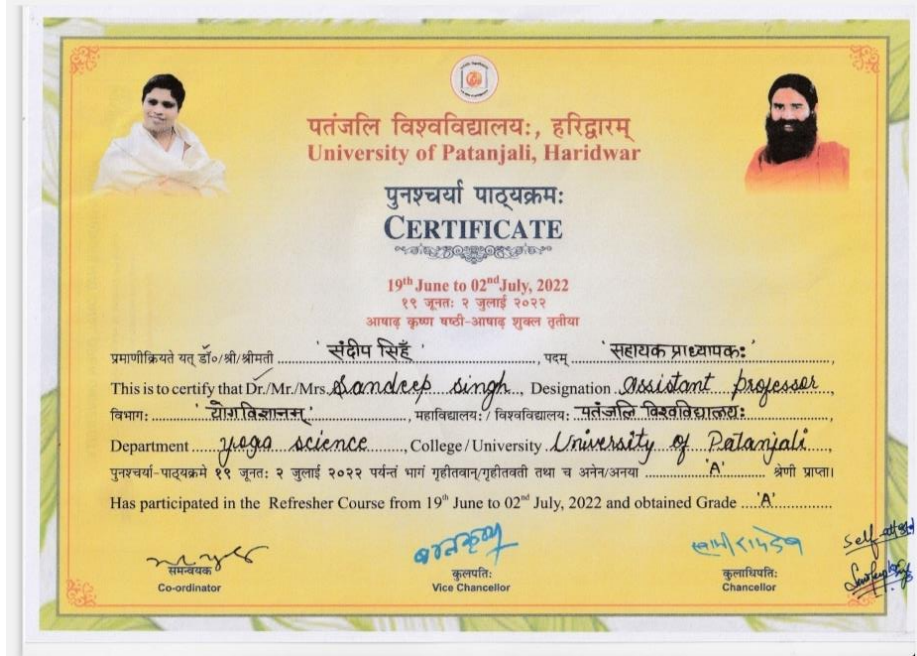 पतंजलि विश्वविद्यालयः, हरिद्वारम्
University of Patanjali, Haridwar
पुनश्चर्या पाठ्यक्रमः
CERTIFICATE
19th June to 02nd July, 2022
१९ जूनतः २ जुलाई २०२२
आषाढ़ कृष्ण षष्ठी-आषाढ़ शुक्ल तृतीया
प्रमाणीक्रियते यत् डॉ०/श्री/श्रीमती ' संदीप सिहँ ' , पदम् ' सहायक प्राध्यापकः ' ,
This is to certify that Dr./Mr./Mrs. Sandeep singh , Designation Assistant professor ,
विभागः ' योगविज्ञानम् ' , महाविद्यालयः / विश्वविद्यालयः पतंजलि विश्वविद्यालयः ,
Department yoga science , College / University University of Patanjali ,
पुनश्चर्या-पाठ्यक्रमे १९ जूनतः २ जुलाई २०२२ पर्यन्तं भागं गृहीतवान्/गृहीतवती तथा च अनेन/अनया 'A' श्रेणी प्राप्ता।
Has participated in the Refresher Course from 19th June to 02nd July, 2022 and obtained Grade 'A'
बालकृष्ण स्वामी रामदेव Self
समन्वयक कुलपतिः कुलाधिपतिः
Co-ordinator Vice Chancellor Chancellor